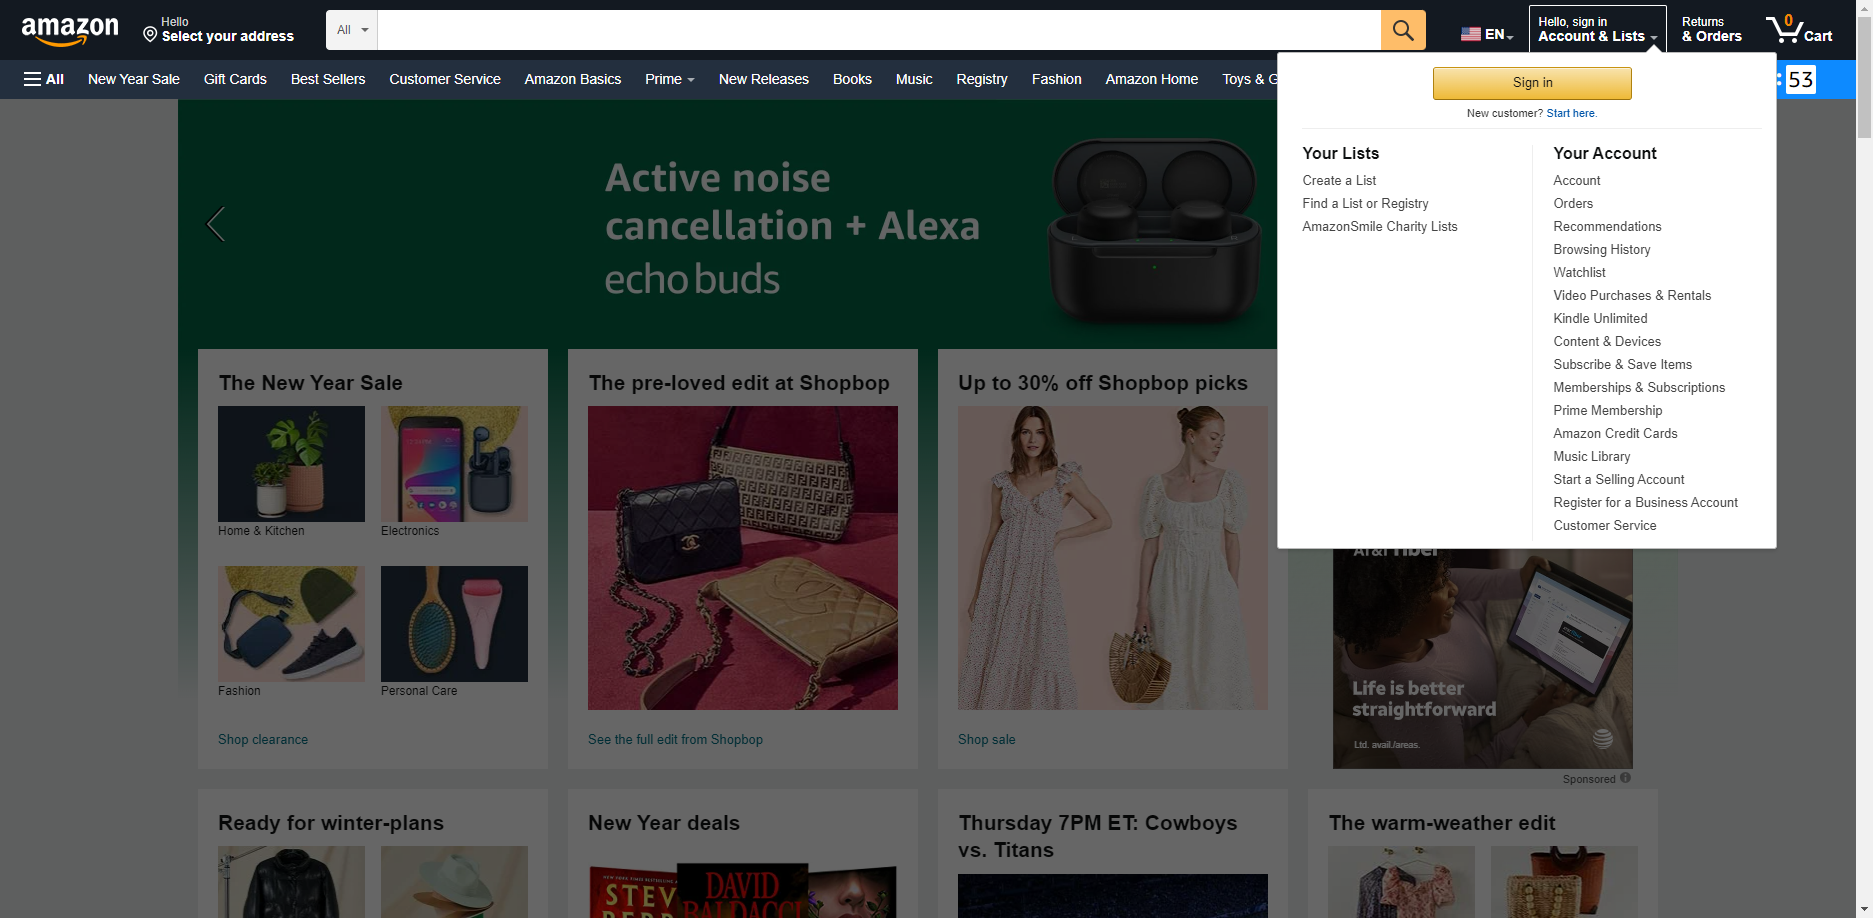 amazon
Hello
Select your address
All
EN
Hello, sign in
Account & Lists
Returns
& Orders
0
Cart
All
New Year Sale
Gift Cards
Best Sellers
Customer Service
Amazon Basics
Prime
New Releases
Books
Music
Registry
Fashion
Amazon Home
Toys & G
: 53
Sign in
New customer? Start here.
Your Lists
Create a List
Find a List or Registry
AmazonSmile Charity Lists
Your Account
Account
Orders
Recommendations
Browsing History
Watchlist
Video Purchases & Rentals
Kindle Unlimited
Content & Devices
Subscribe & Save Items
Memberships & Subscriptions
Prime Membership
Amazon Credit Cards
Music Library
Start a Selling Account
Register for a Business Account
Customer Service
Active noise
cancellation + Alexa
echo buds
The New Year Sale
Home & Kitchen
Electronics
Fashion
Personal Care
Shop clearance
The pre-loved edit at Shopbop
See the full edit from Shopbop
Up to 30% off Shopbop picks
Shop sale
AT&T Fiber
Life is better
straightforward
Ltd. avail./areas.
Sponsored
Ready for winter-plans
New Year deals
STEV
DAVID
BALDACCI
Thursday 7PM ET: Cowboys
vs. Titans
The warm-weather edit